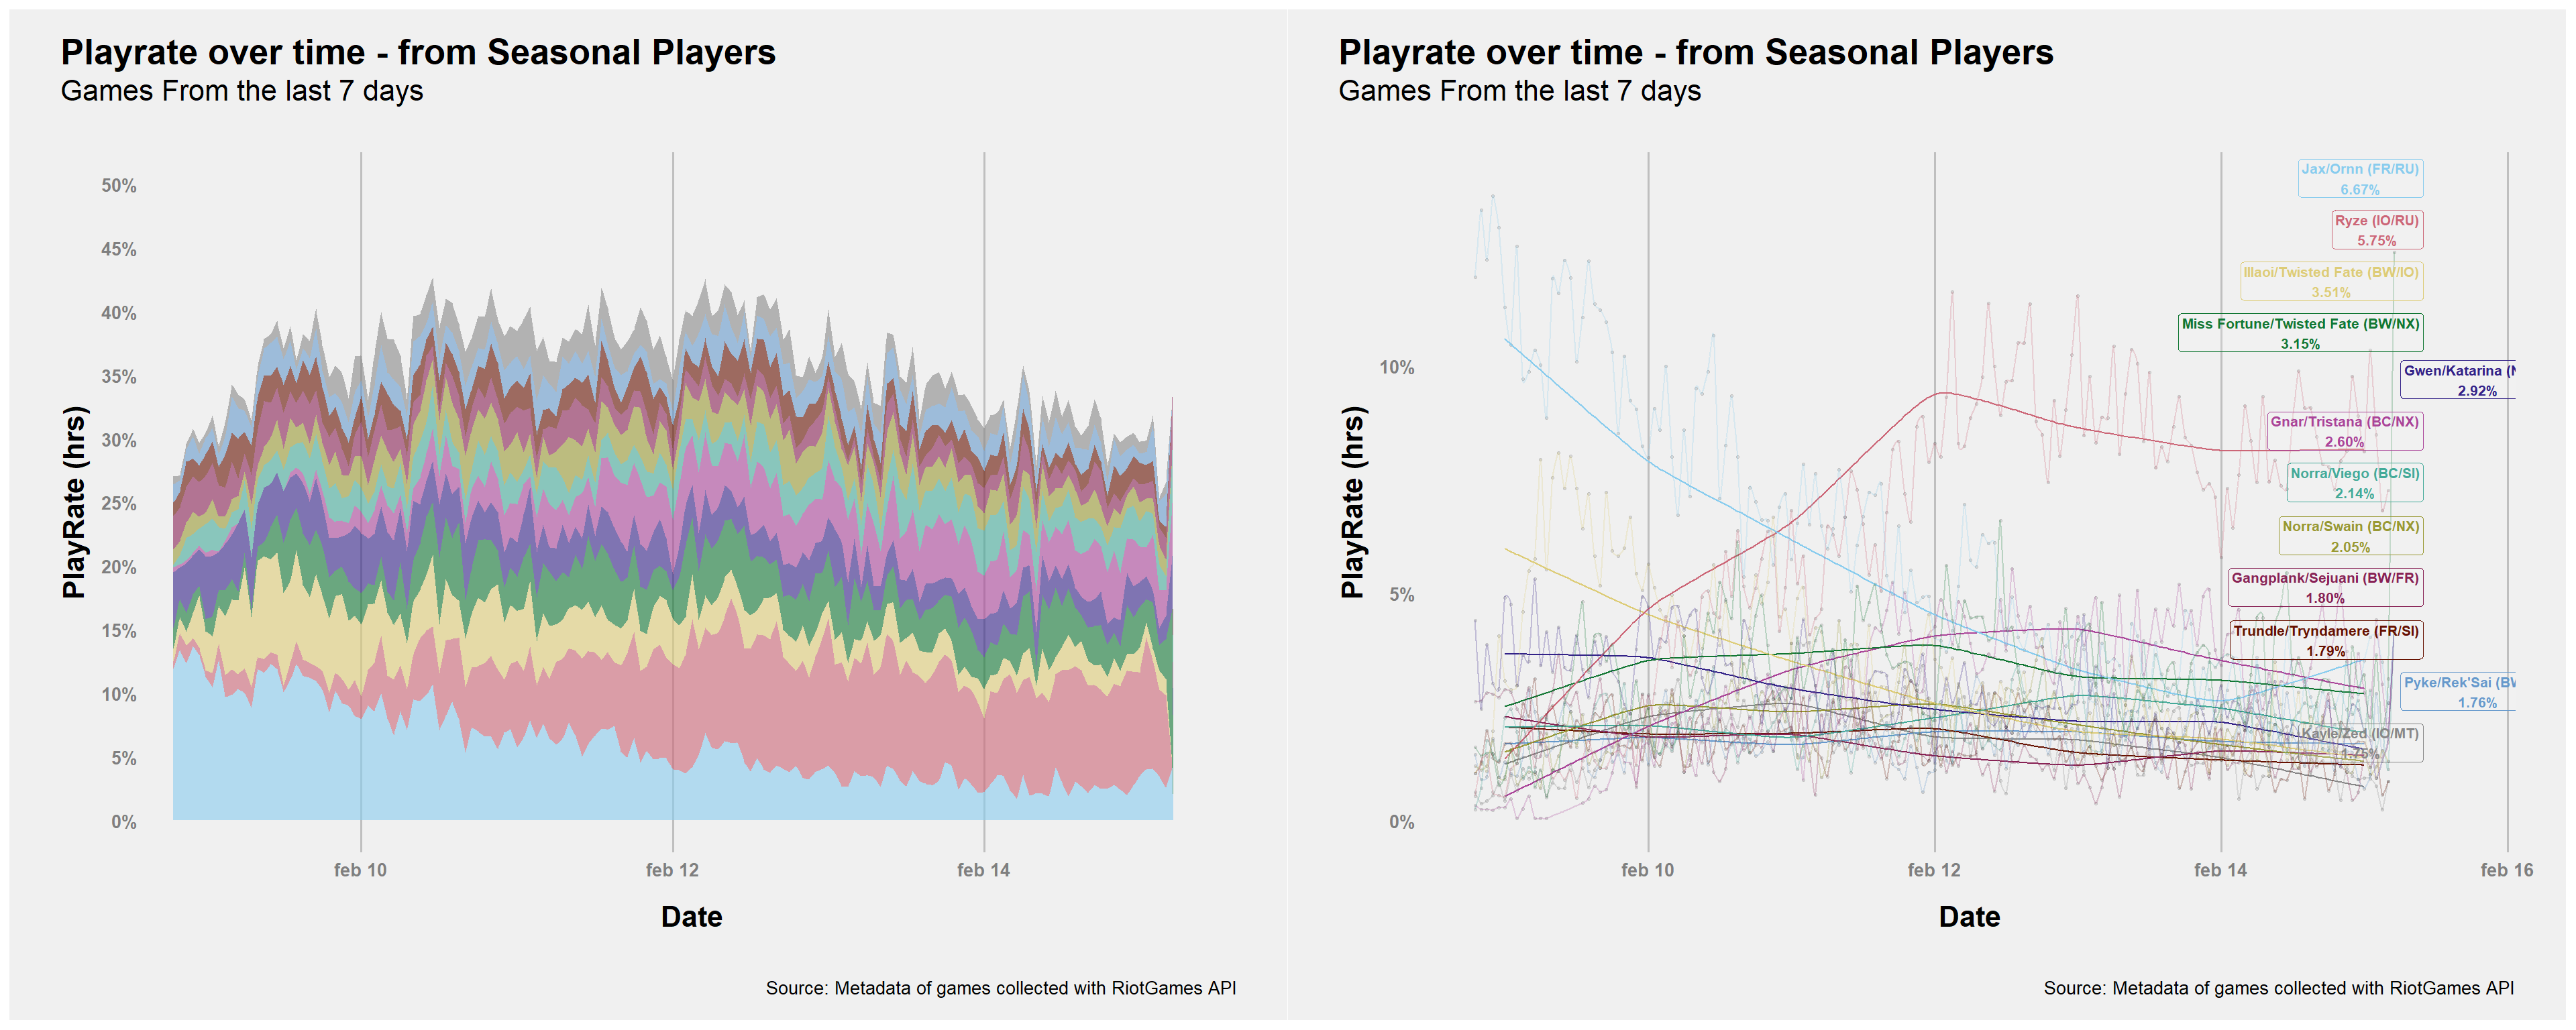 Playrate over time - from Seasonal Players
Games From the last 7 days
50%
45%
40%
35%
30%
25%
20%
15%
10%
5%
0%
PlayRate (hrs)
feb 10
feb 12
feb 14
Date
Source: Metadata of games collected with RiotGames API
Playrate over time - from Seasonal Players
Games From the last 7 days
10%
5%
0%
PlayRate (hrs)
Jax/Ornn (FR/RU)
6.67%
Ryze (IO/RU)
5.75%
Illaoi/Twisted Fate (BW/IO)
3.51%
Miss Fortune/Twisted Fate (BW/NX)
3.15%
Gwen/Katarina (N
2.92%
Gnar/Tristana (BC/NX)
2.60%
Norra/Viego (BC/SI)
2.14%
Norra/Swain (BC/NX)
2.05%
Gangplank/Sejuani (BW/FR)
1.80%
Trundle/Tryndamere (FR/SI)
1.79%
Pyke/Rek'Sai (BW
1.76%
Kayle/Zed (IO/MT)
1.75%
feb 10
feb 12
feb 14
feb 16
Date
Source: Metadata of games collected with RiotGames API